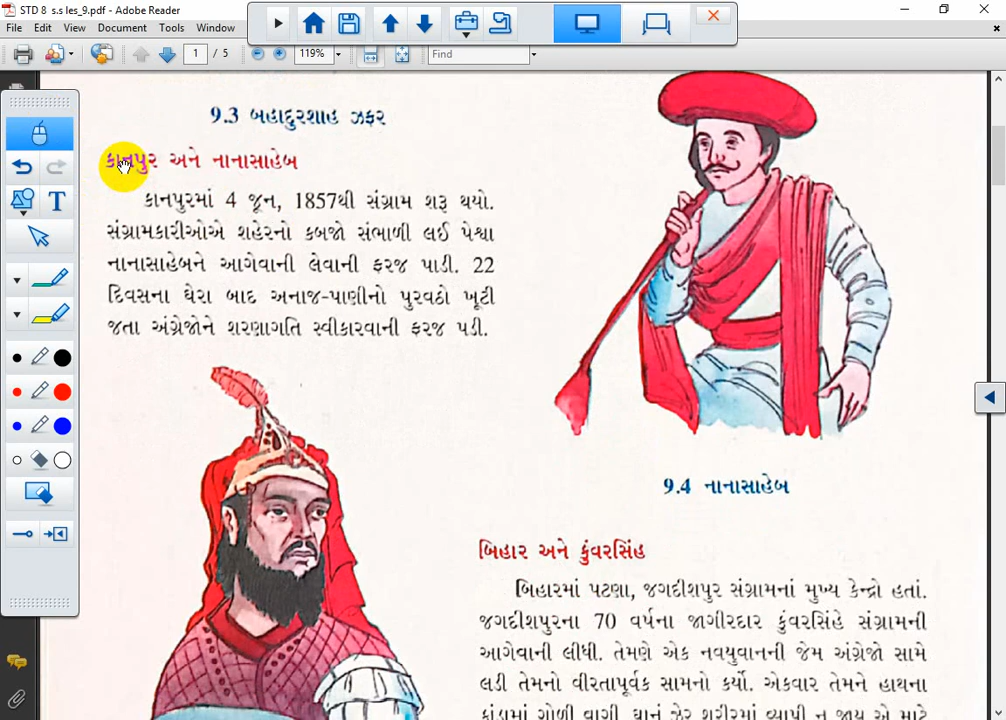 STD 8 s.s les_9.pdf - Adobe Reader
File Edit View Document Tools Window
1 / 5 119% Find
T
9.3 બહાદુરશાહ ઝફર
કાનપુર અને નાનાસાહેબ
કાનપુરમાં 4 જૂન, 1857થી સંગ્રામ શરૂ થયો.
સંગ્રામકારીઓએ શહેરનો કબજો સંભાળી લઈ પેશ્વા
નાનાસાહેબને આગેવાની લેવાની ફરજ પાડી. 22
દિવસના ઘેરા બાદ અનાજ-પાણીનો પુરવઠો ખૂટી
જતા અંગ્રેજોને શરણાગતિ સ્વીકારવાની ફરજ પડી.
9.4 નાનાસાહેબ
બિહાર અને કુંવરસિંહ
બિહારમાં પટણા, જગદીશપુર સંગ્રામનાં મુખ્ય કેન્દ્રો હતાં.
જગદીશપુરના 70 વર્ષના જાગીરદાર કુંવરસિંહે સંગ્રામની
આગેવાની લીધી. તેમણે એક નવયુવાનની જેમ અંગ્રેજો સામે
લડી તેમનો વીરતાપૂર્વક સામનો કર્યો. એકવાર તેમને હાથના
કાંડામાં ગોળી વાગી. ઘાનું ઝેર શરીરમાં વ્યાપી ન જાય એ માટે